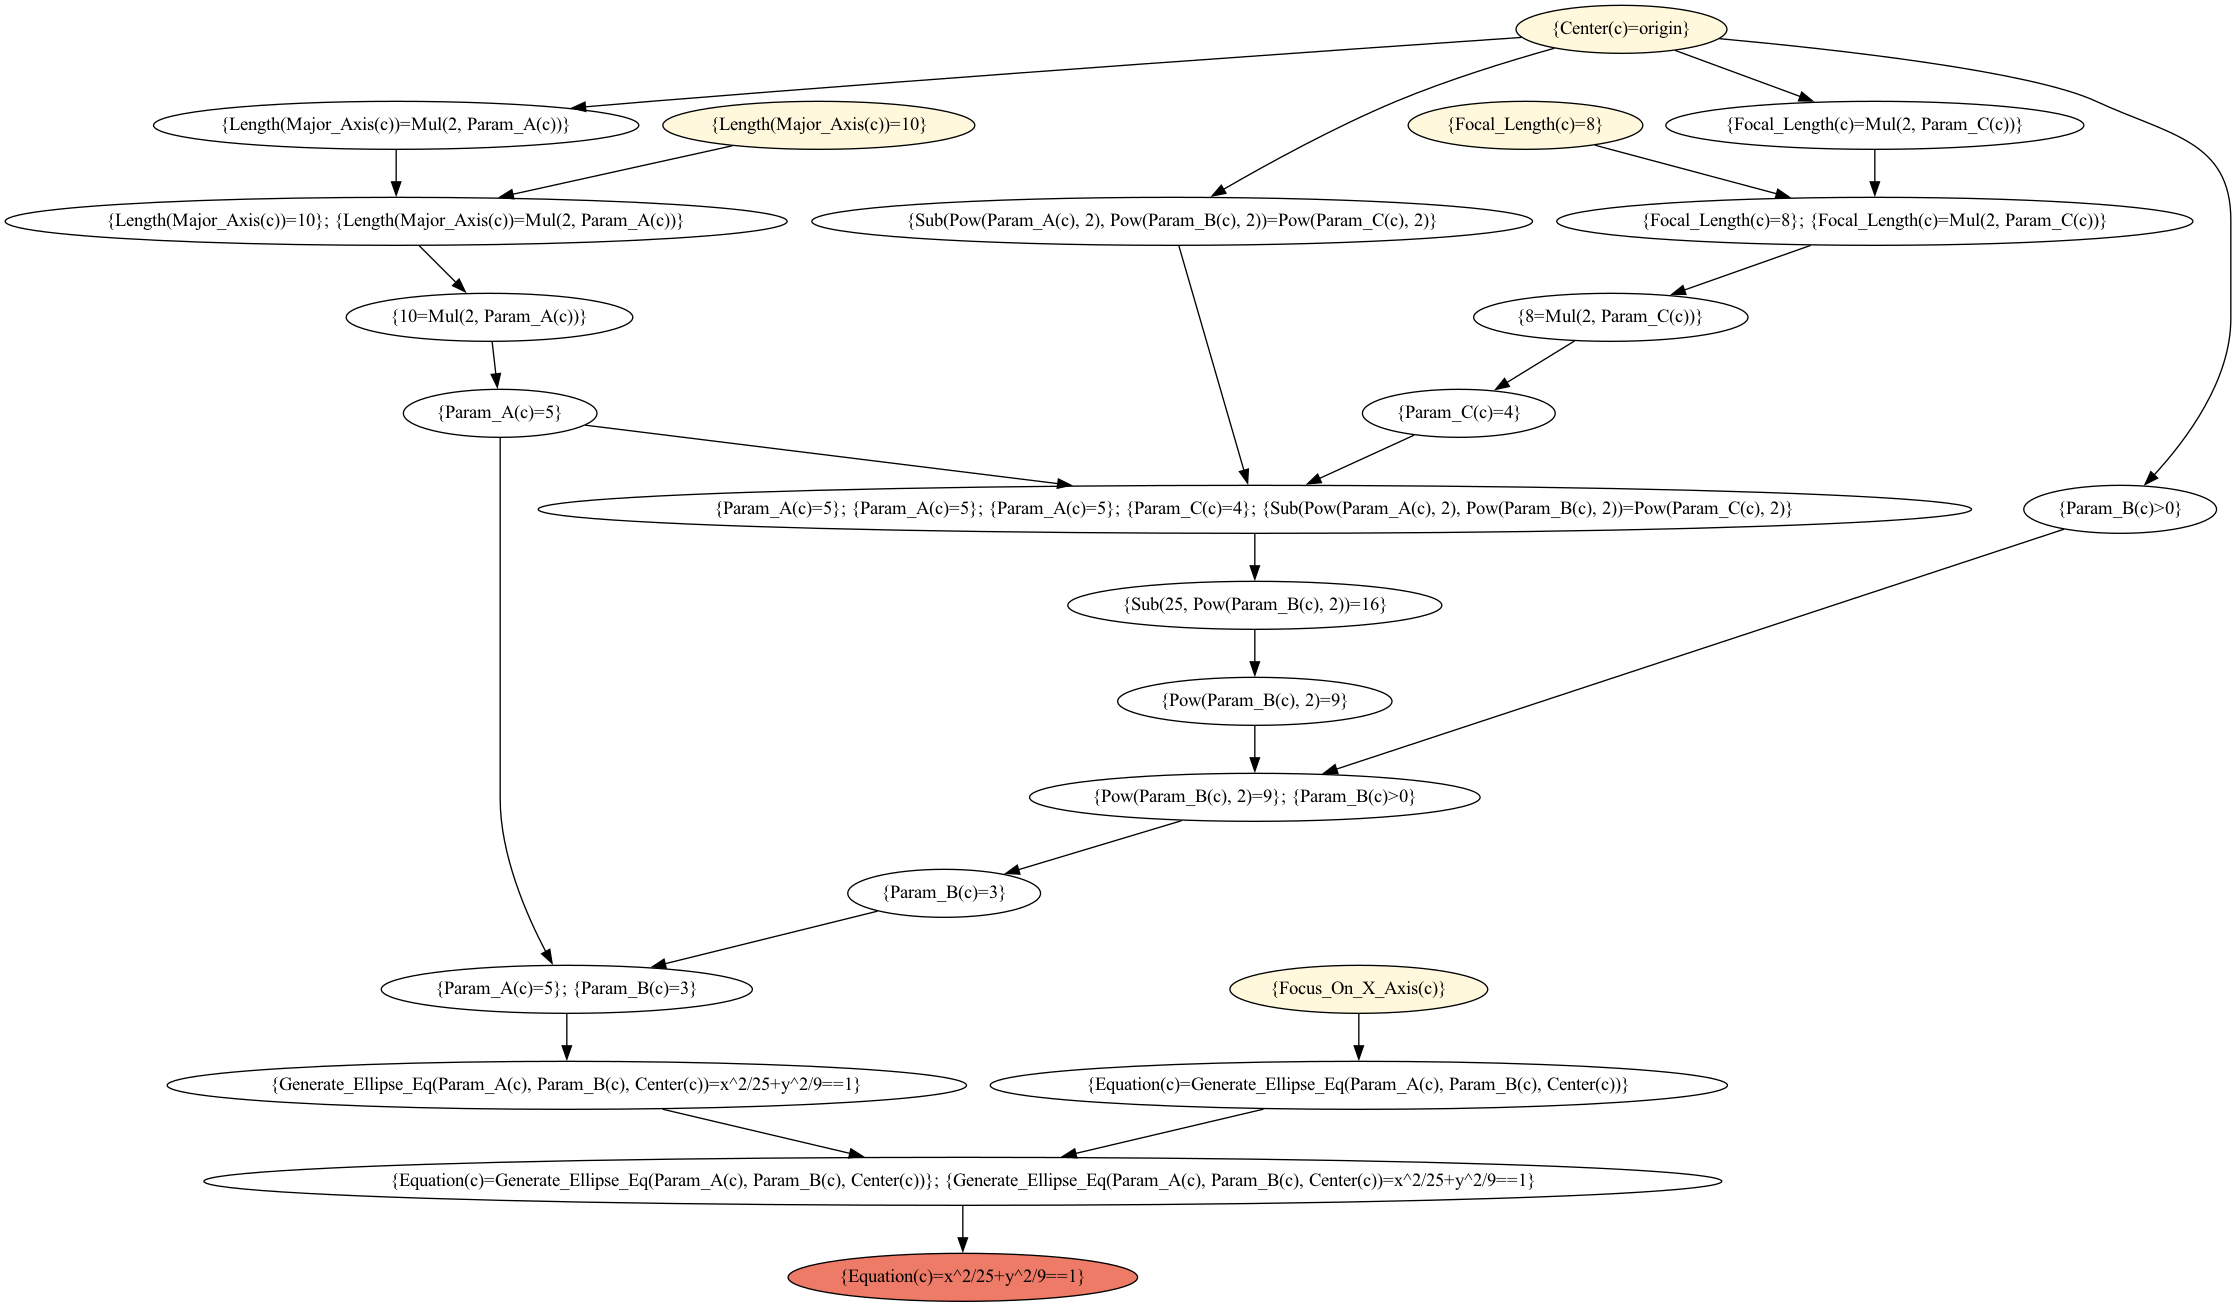 {Center(c)=origin}
{Length(Major_Axis(c))=Mul(2, Param_A(c))}
{Length(Major_Axis(c))=10}
{Focal_Length(c)=8}
{Focal_Length(c)=Mul(2, Param_C(c))}
{Length(Major_Axis(c))=10}; {Length(Major_Axis(c))=Mul(2, Param_A(c))}
{Sub(Pow(Param_A(c), 2), Pow(Param_B(c), 2))=Pow(Param_C(c), 2)}
{Focal_Length(c)=8}; {Focal_Length(c)=Mul(2, Param_C(c))}
{10=Mul(2, Param_A(c))}
{8=Mul(2, Param_C(c))}
{Param_A(c)=5}
{Param_C(c)=4}
{Param_A(c)=5}; {Param_A(c)=5}; {Param_A(c)=5}; {Param_C(c)=4}; {Sub(Pow(Param_A(c), 2), Pow(Param_B(c), 2))=Pow(Param_C(c), 2)}
{Param_B(c)>0}
{Sub(25, Pow(Param_B(c), 2))=16}
{Pow(Param_B(c), 2)=9}
{Pow(Param_B(c), 2)=9}; {Param_B(c)>0}
{Param_B(c)=3}
{Param_A(c)=5}; {Param_B(c)=3}
{Focus_On_X_Axis(c)}
{Generate_Ellipse_Eq(Param_A(c), Param_B(c), Center(c))=x^2/25+y^2/9==1}
{Equation(c)=Generate_Ellipse_Eq(Param_A(c), Param_B(c), Center(c))}
{Equation(c)=Generate_Ellipse_Eq(Param_A(c), Param_B(c), Center(c))}; {Generate_Ellipse_Eq(Param_A(c), Param_B(c), Center(c))=x^2/25+y^2/9==1}
{Equation(c)=x^2/25+y^2/9==1}